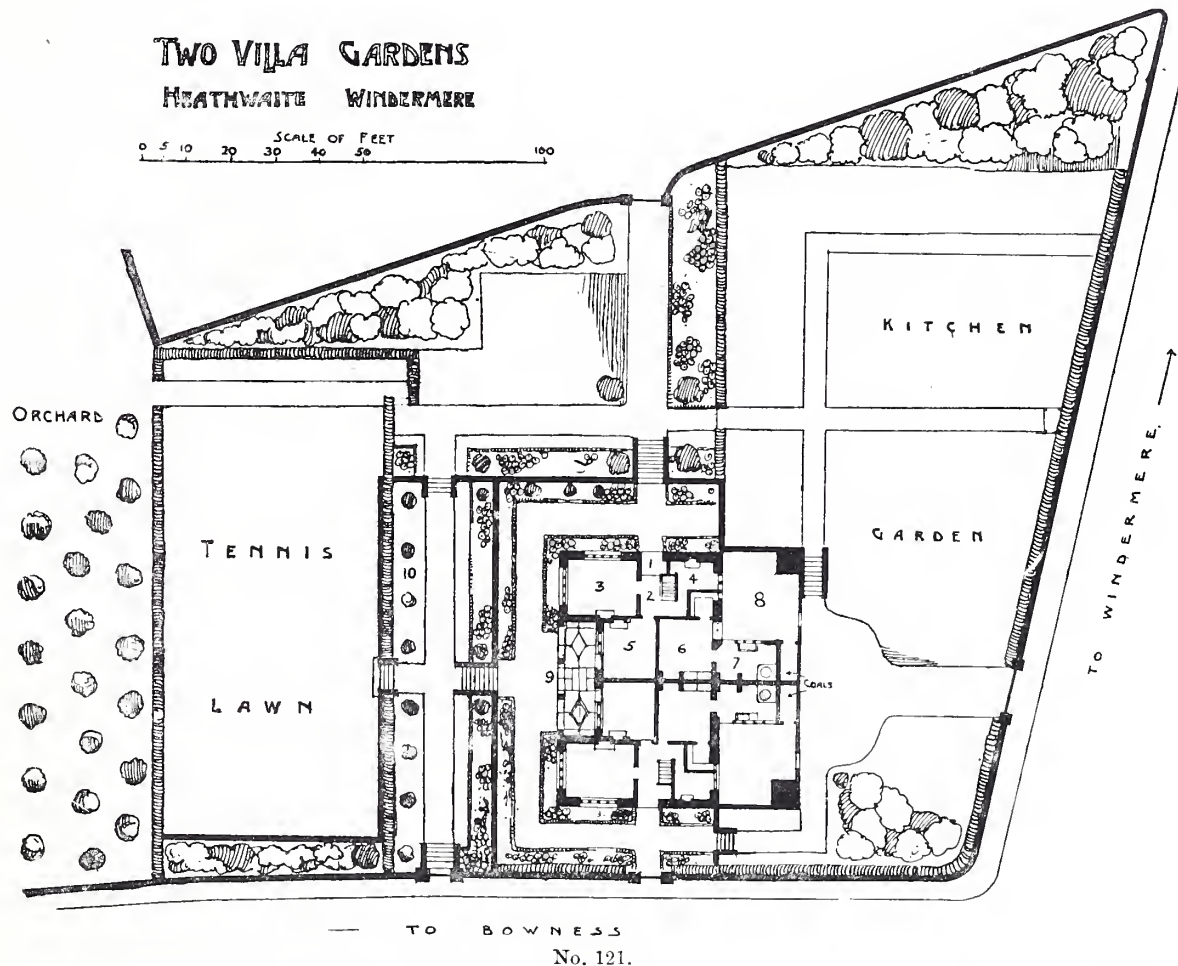 TWO VILLA GARDENS
HEATHWAITE WINDERMERE
SCALE OF FEET
0 5 10 20 30 40 50 100
KITCHEN
ORCHARD
GARDEN
TENNIS
LAWN
1
2
3
4
5
6
7
8
9
10
COALS
TO WINDERMERE.
— TO BOWNESS
No. 121.